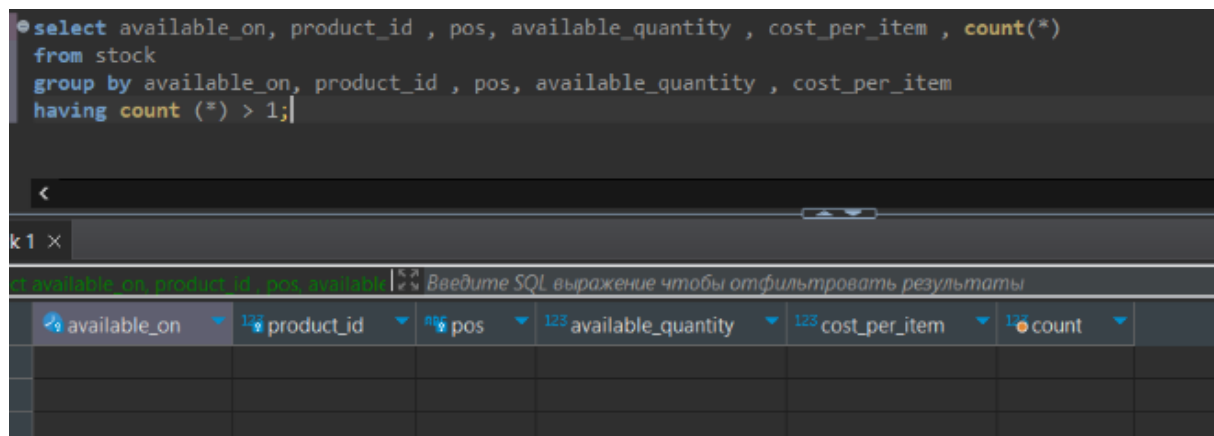 select available_on, product_id , pos, available_quantity , cost_per_item , count(*)
from stock
group by available_on, product_id , pos, available_quantity , cost_per_item
having count (*) > 1;
k 1 ×
ct available_on, product_id , pos, available Введите SQL выражение чтобы отфильтровать результаты
available_on 123 product_id ABC pos 123 available_quantity 123 cost_per_item 123 count